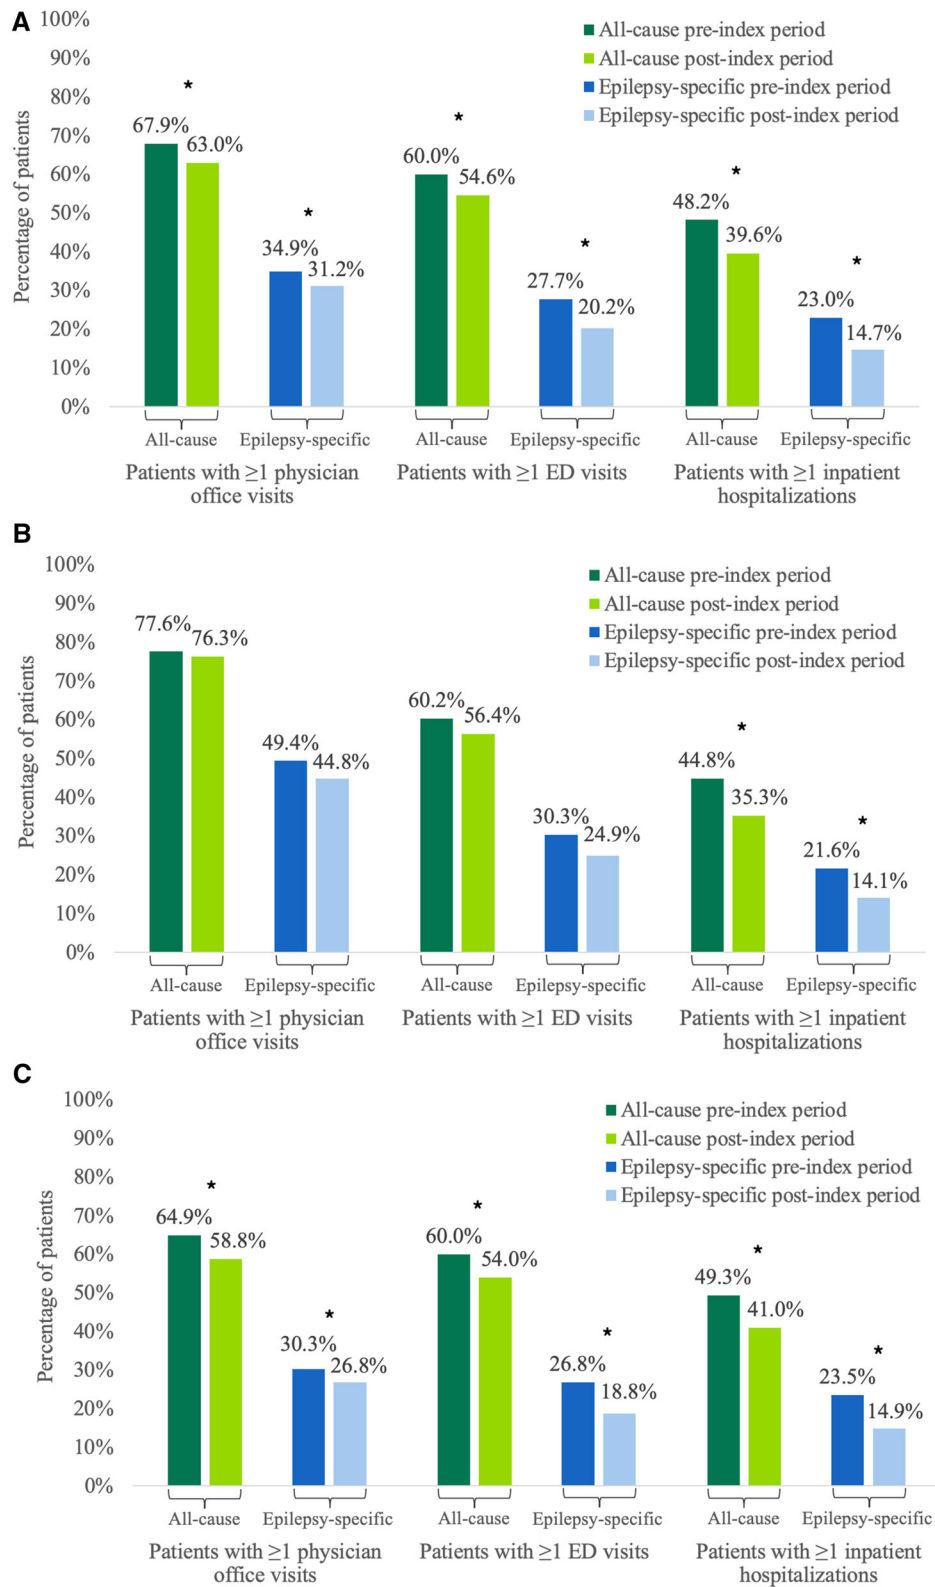 A
100%
90%
80%
70%
60%
50%
40%
30%
20%
10%
0%
Percentage of patients
All-cause pre-index period
All-cause post-index period
Epilepsy-specific pre-index period
Epilepsy-specific post-index period
*
67.9%
63.0%
*
34.9%
31.2%
*
60.0%
54.6%
*
27.7%
20.2%
*
48.2%
39.6%
*
23.0%
14.7%
All-cause Epilepsy-specific All-cause Epilepsy-specific All-cause Epilepsy-specific
Patients with ≥1 physician
office visits
Patients with ≥1 ED visits
Patients with ≥1 inpatient
hospitalizations
B
100%
90%
80%
70%
60%
50%
40%
30%
20%
10%
0%
Percentage of patients
All-cause pre-index period
All-cause post-index period
Epilepsy-specific pre-index period
Epilepsy-specific post-index period
77.6%
76.3%
49.4%
44.8%
60.2%
56.4%
30.3%
24.9%
*
44.8%
35.3%
*
21.6%
14.1%
All-cause Epilepsy-specific All-cause Epilepsy-specific All-cause Epilepsy-specific
Patients with ≥1 physician
office visits
Patients with ≥1 ED visits
Patients with ≥1 inpatient
hospitalizations
C
100%
90%
80%
70%
60%
50%
40%
30%
20%
10%
0%
Percentage of patients
All-cause pre-index period
All-cause post-index period
Epilepsy-specific pre-index period
Epilepsy-specific post-index period
*
64.9%
58.8%
*
30.3%
26.8%
*
60.0%
54.0%
*
26.8%
18.8%
*
49.3%
41.0%
*
23.5%
14.9%
All-cause Epilepsy-specific All-cause Epilepsy-specific All-cause Epilepsy-specific
Patients with ≥1 physician
office visits
Patients with ≥1 ED visits
Patients with ≥1 inpatient
hospitalizations